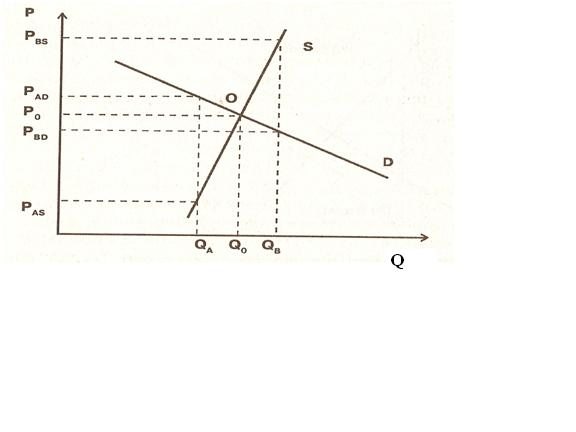 P
P_BS
S
P_AD
O
P_0
P_BD
D
P_AS
Q_A Q_0 Q_B
Q